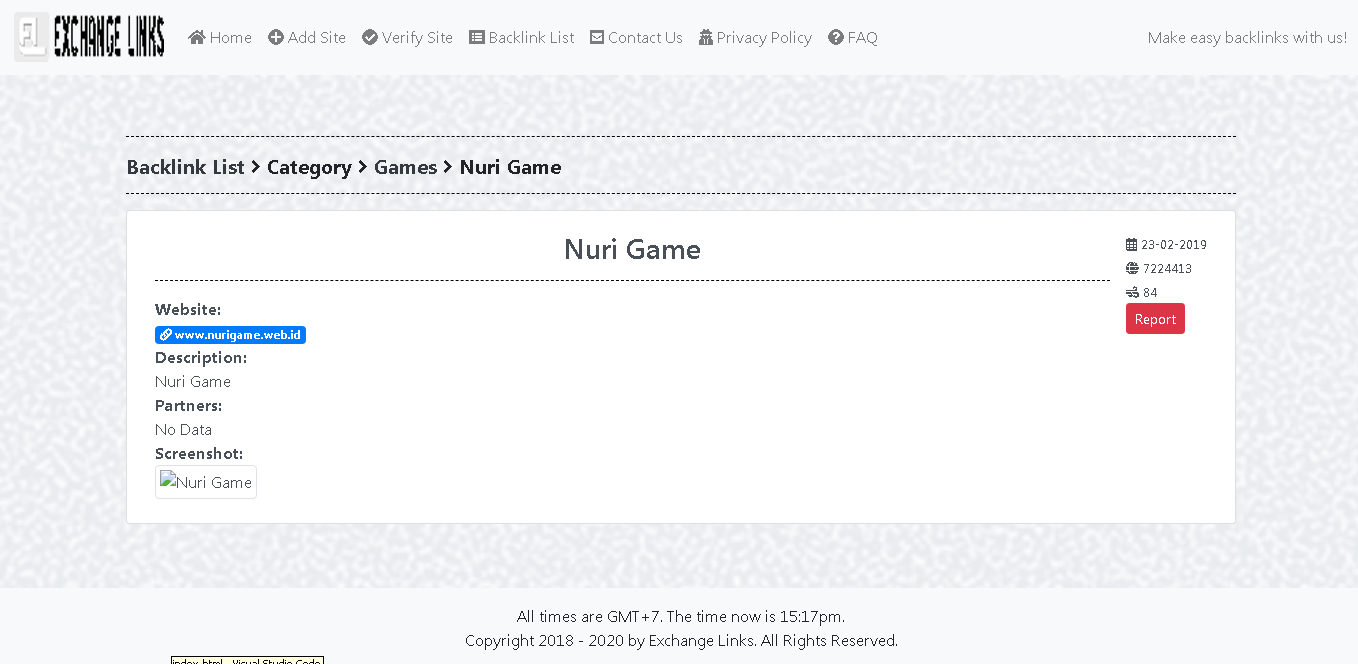 EL EXCHANGE LINKS Home Add Site Verify Site Backlink List Contact Us Privacy Policy FAQ Make easy backlinks with us!
Backlink List > Category > Games > Nuri Game
Nuri Game
23-02-2019
7224413
84
Report
Website:
www.nurigame.web.id
Description:
Nuri Game
Partners:
No Data
Screenshot:
Nuri Game
All times are GMT+7. The time now is 15:17pm.
Copyright 2018 - 2020 by Exchange Links. All Rights Reserved.
index.html - Visual Studio Code